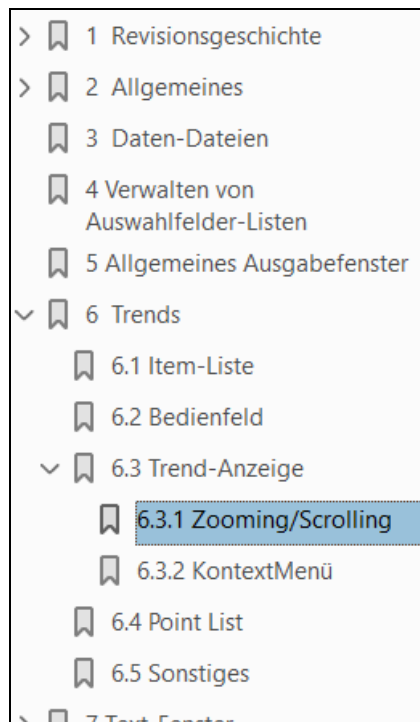 1 Revisionsgeschichte
2 Allgemeines
3 Daten-Dateien
4 Verwalten von
Auswahlfelder-Listen
5 Allgemeines Ausgabefenster
6 Trends
6.1 Item-Liste
6.2 Bedienfeld
6.3 Trend-Anzeige
6.3.1 Zooming/Scrolling
6.3.2 KontextMenü
6.4 Point List
6.5 Sonstiges
7 Text-Fenster